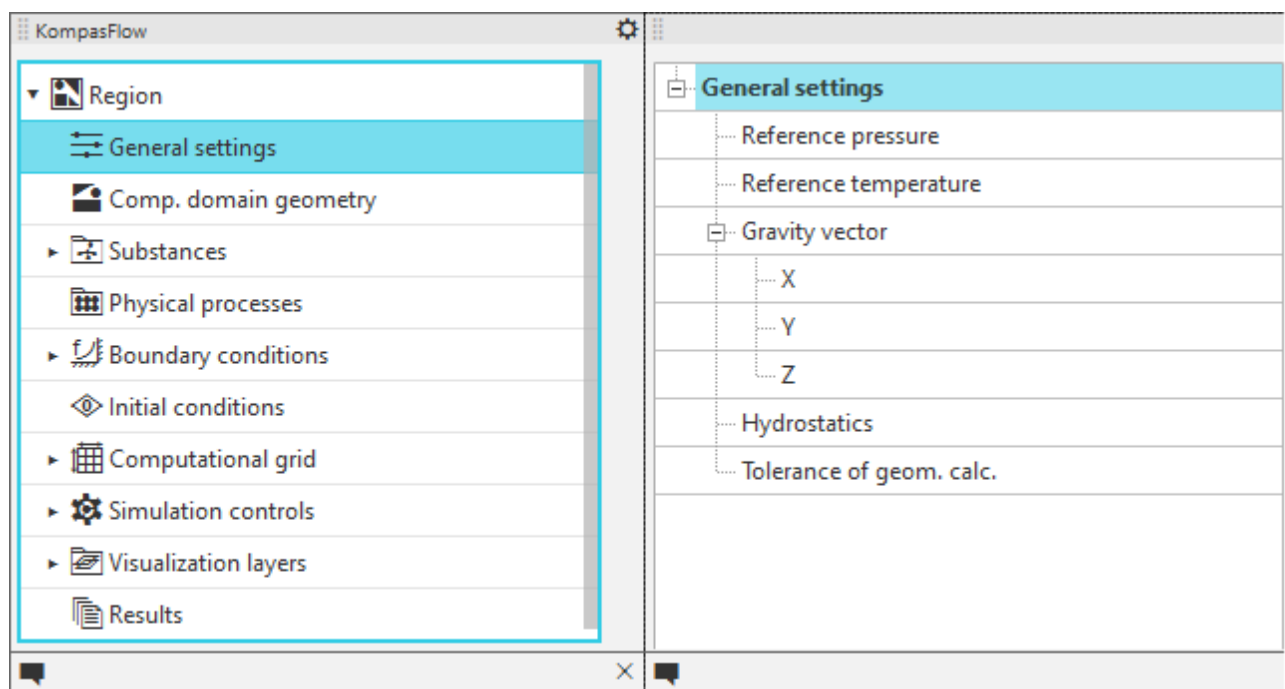 KompasFlow
Region
General settings
Comp. domain geometry
Substances
Physical processes
Boundary conditions
Initial conditions
Computational grid
Simulation controls
Visualization layers
Results
General settings
Reference pressure
Reference temperature
Gravity vector
X
Y
Z
Hydrostatics
Tolerance of geom. calc.